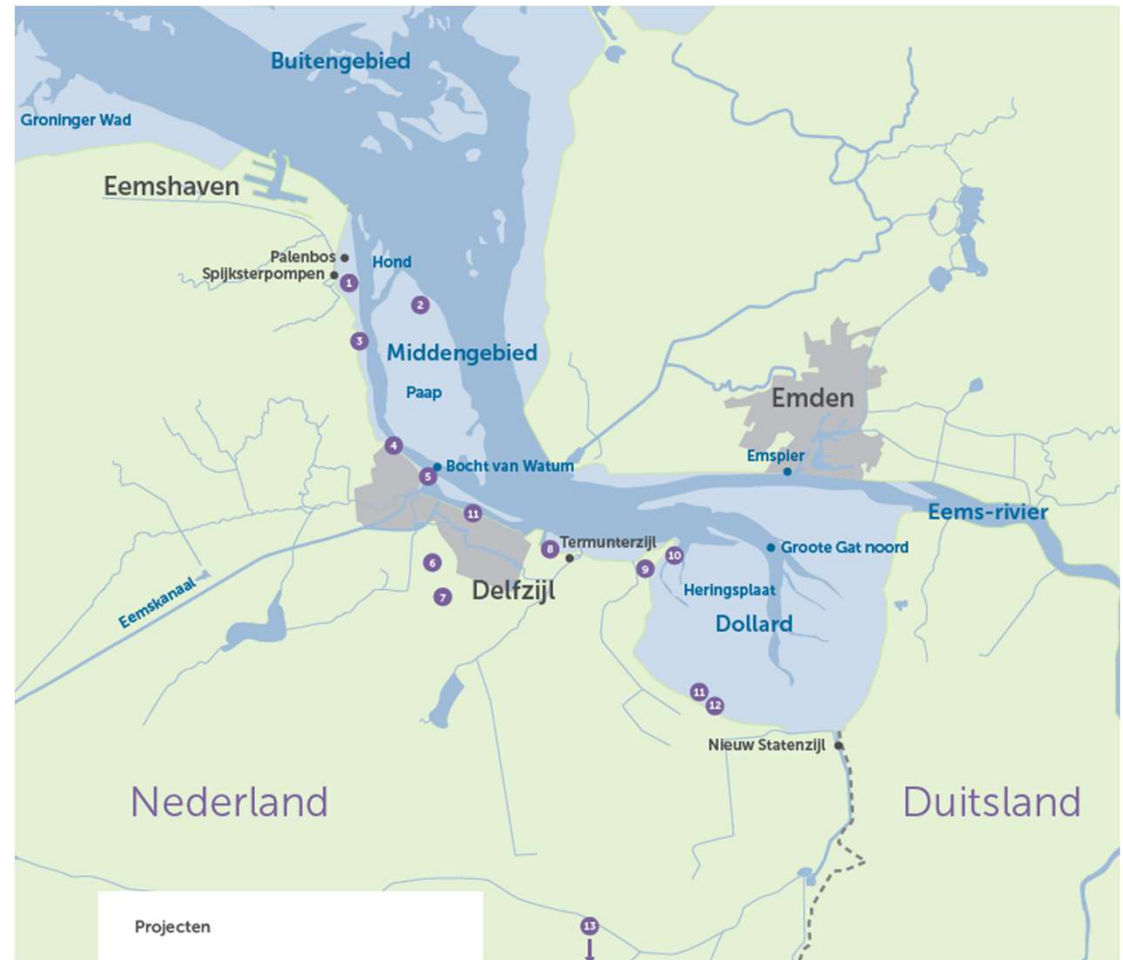 Buitengebied
Groninger Wad
Eemshaven
Palenbos
Hond
Spijksterpompen
1
2
3
Middengebied
Paap
Emden
4
Emspier
Bocht van Watum
5
11
Eems-rivier
Termunterzijl
Groote Gat noord
8
10
6
9
Eemskanaal
Delfzijl
Heringsplaat
7
Dollard
11
12
Nieuw Statenzijl
Nederland
Duitsland
Projecten
13